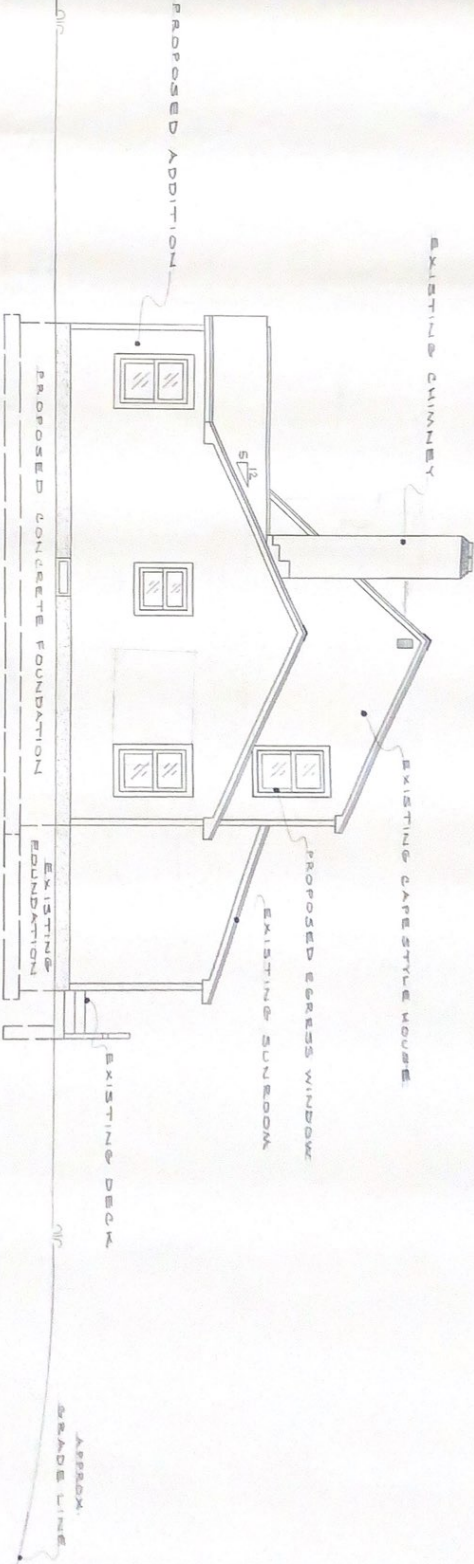 EXISTING CHIMNEY
EXISTING CAPE STYLE HOUSE
PROPOSED EGRESS WINDOW
EXISTING SUNROOM
PROPOSED ADDITION
12
5
EXISTING DECK
APPROX.
GRADE LINE
PROPOSED CONCRETE FOUNDATION
EXISTING
FOUNDATION